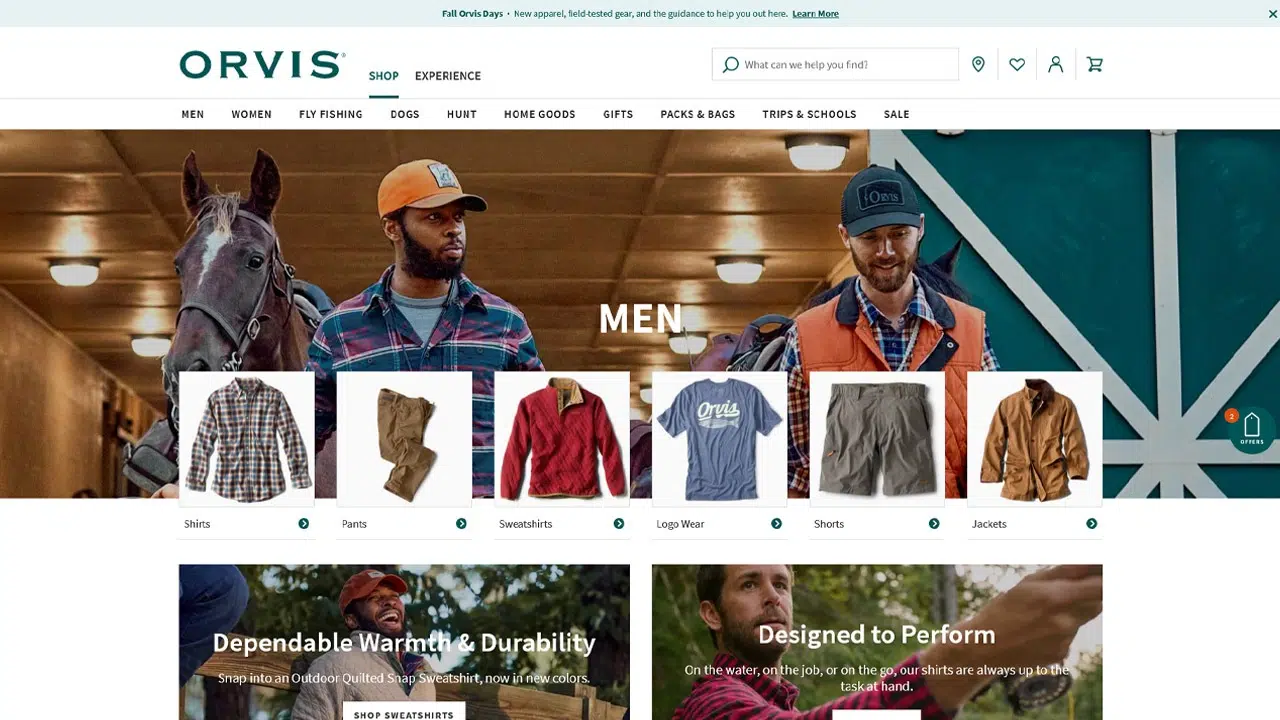 Fall Orvis Days • New apparel, field-tested gear, and the guidance to help you out here. Learn More
ORVIS®
SHOP EXPERIENCE
What can we help you find?
MEN WOMEN FLY FISHING DOGS HUNT HOME GOODS GIFTS PACKS & BAGS TRIPS & SCHOOLS SALE
ORVIS
MEN
Orvis
2
OFFERS
Shirts
Pants
Sweatshirts
Logo Wear
Shorts
Jackets
Dependable Warmth & Durability
Snap into an Outdoor Quilted Snap Sweatshirt, now in new colors.
SHOP SWEATSHIRTS
Designed to Perform
On the water, on the job, or on the go, our shirts are always up to the
task at hand.